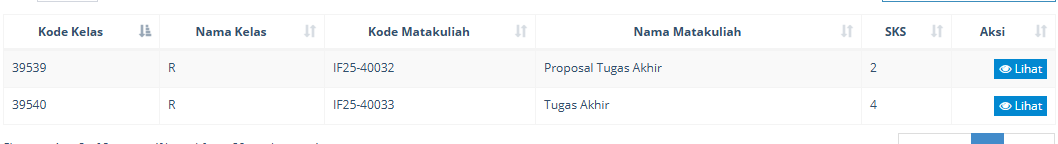 Kode Kelas Nama Kelas Kode Matakuliah Nama Matakuliah SKS Aksi
39539 R IF25-40032 Proposal Tugas Akhir 2 Lihat
39540 R IF25-40033 Tugas Akhir 4 Lihat